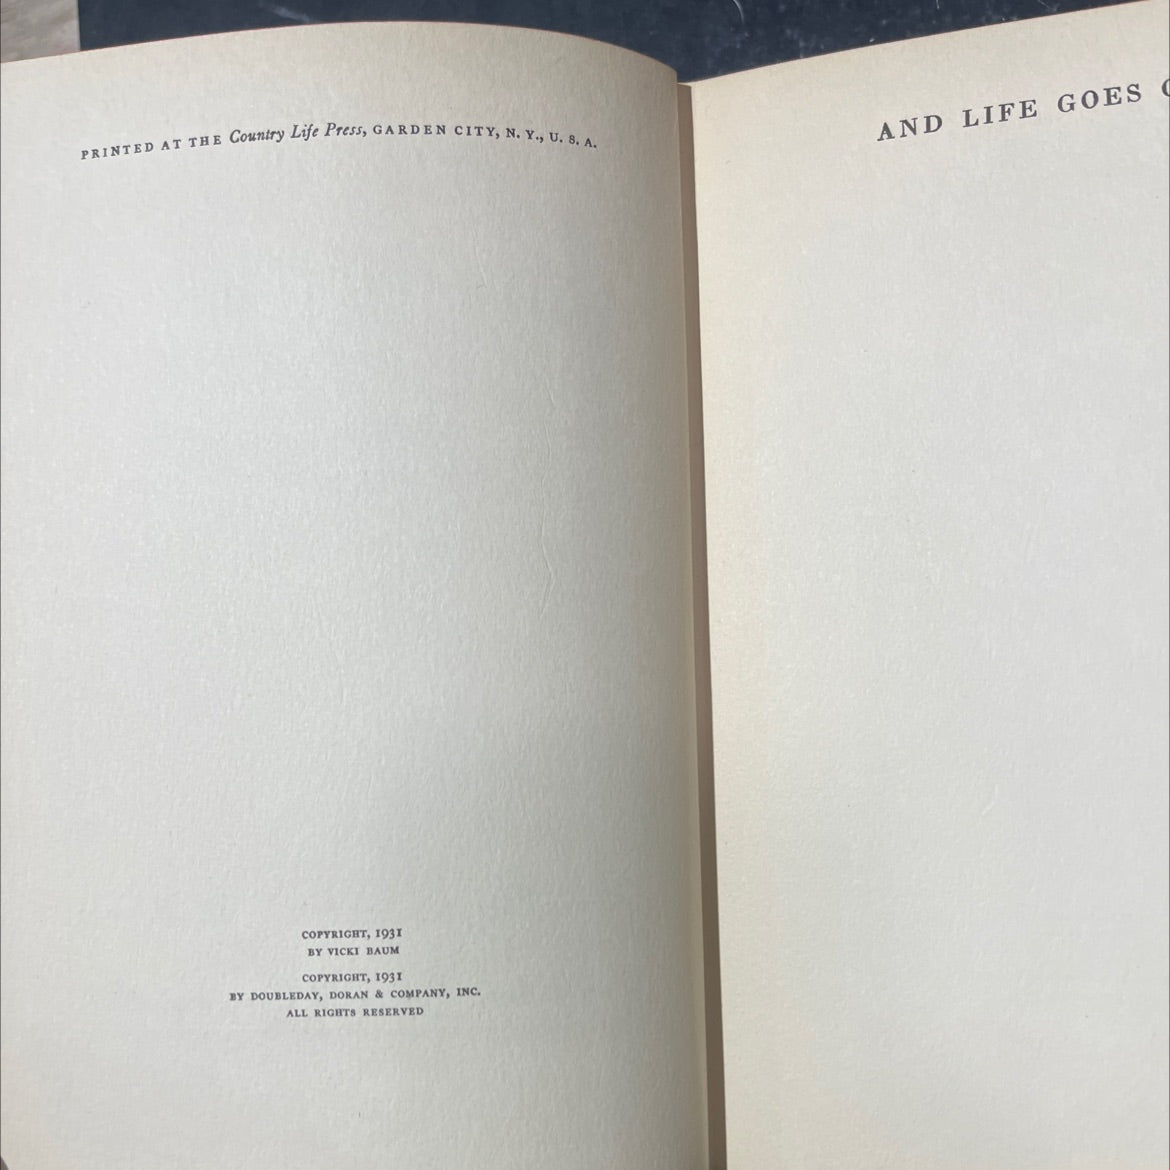 PRINTED AT THE Country Life Press, GARDEN CITY, N. Y., U. S. A.
COPYRIGHT, 1931
BY VICKI BAUM
COPYRIGHT, 1931
BY DOUBLEDAY, DORAN & COMPANY, INC.
ALL RIGHTS RESERVED
AND LIFE GOES